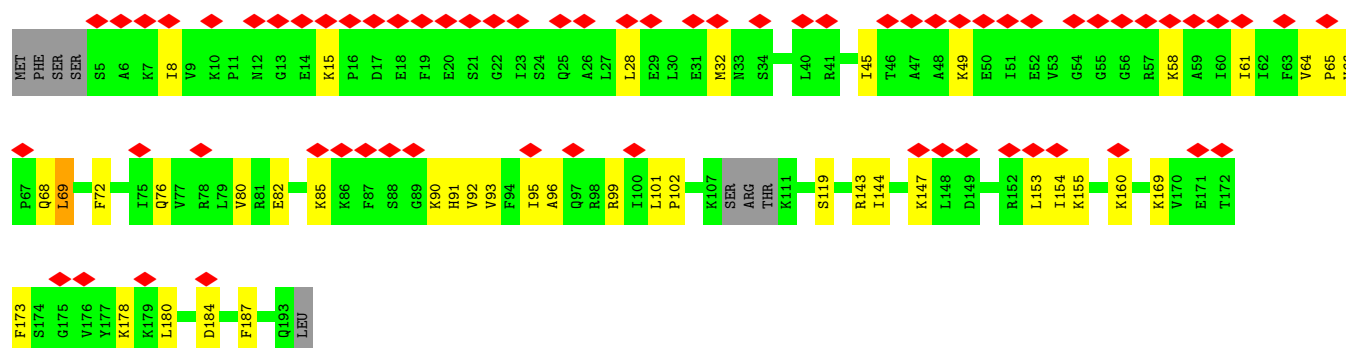 MET PHE SER SER S5 A6 K7 I8 V9 K10 P11 N12 G13 E14 K15 P16 D17 E18 F19 E20 S21 G22 I23 S24 Q25 A26 L27 L28 E29 L30 E31 M32 N33 S34 L40 R41 I45 T46 A47 A48 K49 E50 I51 E52 V53 G54 G55 G56 R57 K58 A59 I60 I61 I62 F63 V64 P65
P67 Q68 L69 F72 I75 Q76 V77 R78 L79 V80 R81 E82 K85 K86 F87 S88 G89 K90 H91 V92 V93 F94 I95 A96 Q97 R98 R99 I100 L101 P102 K107 SER ARG THR K111 S119 R143 I144 K147 L148 D149 R152 L153 I154 K155 K160 K169 V170 E171 T172
F173 S174 G175 V176 Y177 K178 K179 L180 D184 F187 Q193 LEU